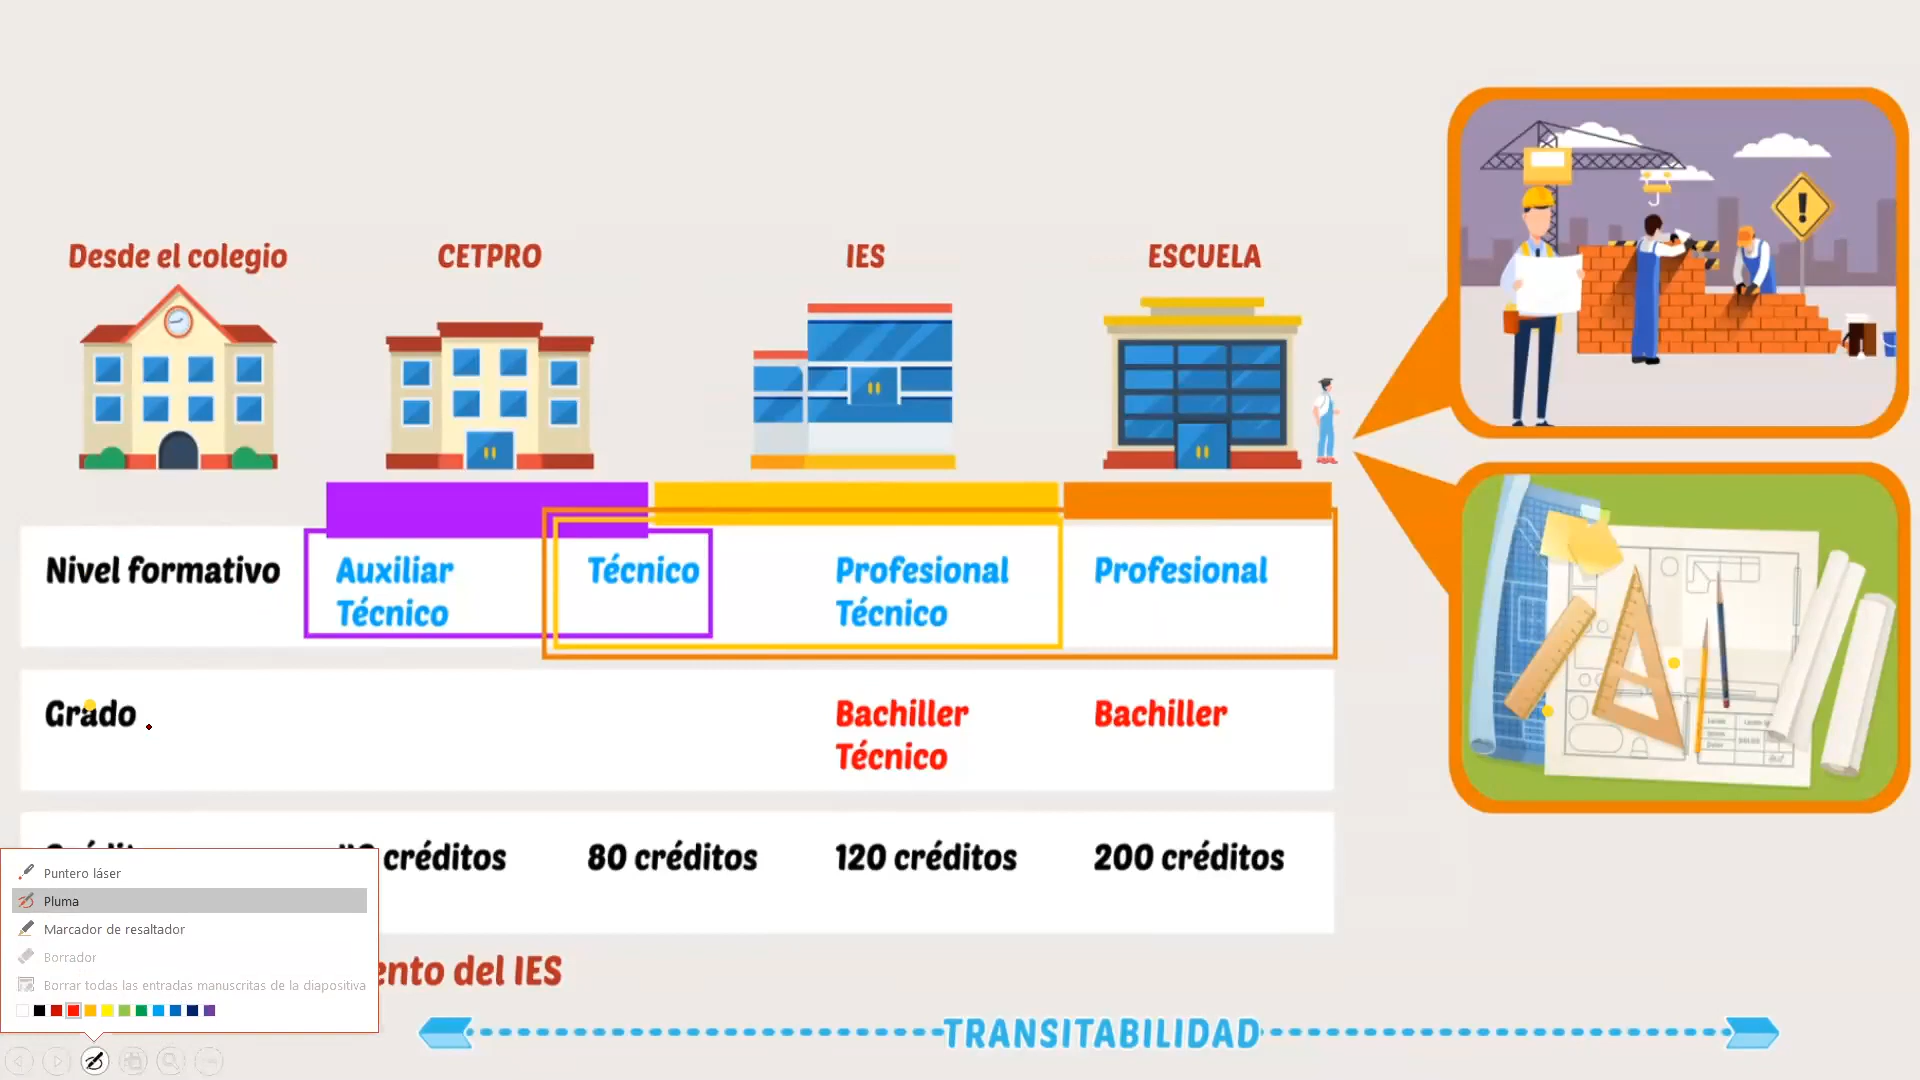 Desde el colegio
CETPRO
IES
ESCUELA
Nivel formativo
Auxiliar
Técnico
Técnico
Profesional
Técnico
Profesional
Grado
Bachiller
Técnico
Bachiller
créditos
80 créditos
120 créditos
200 créditos
ento del IES
TRANSITABILIDAD
Puntero láser
Pluma
Marcador de resaltador
Borrador
Borrar todas las entradas manuscritas de la diapositiva